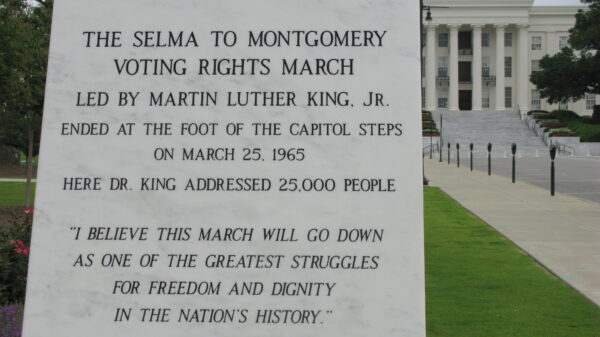 THE SELMA TO MONTGOMERY
VOTING RIGHTS MARCH
LED BY MARTIN LUTHER KING, JR.
ENDED AT THE FOOT OF THE CAPITOL STEPS
ON MARCH 25, 1965
HERE DR. KING ADDRESSED 25,000 PEOPLE
"I BELIEVE THIS MARCH WILL GO DOWN
AS ONE OF THE GREATEST STRUGGLES
FOR FREEDOM AND DIGNITY
IN THE NATION'S HISTORY."